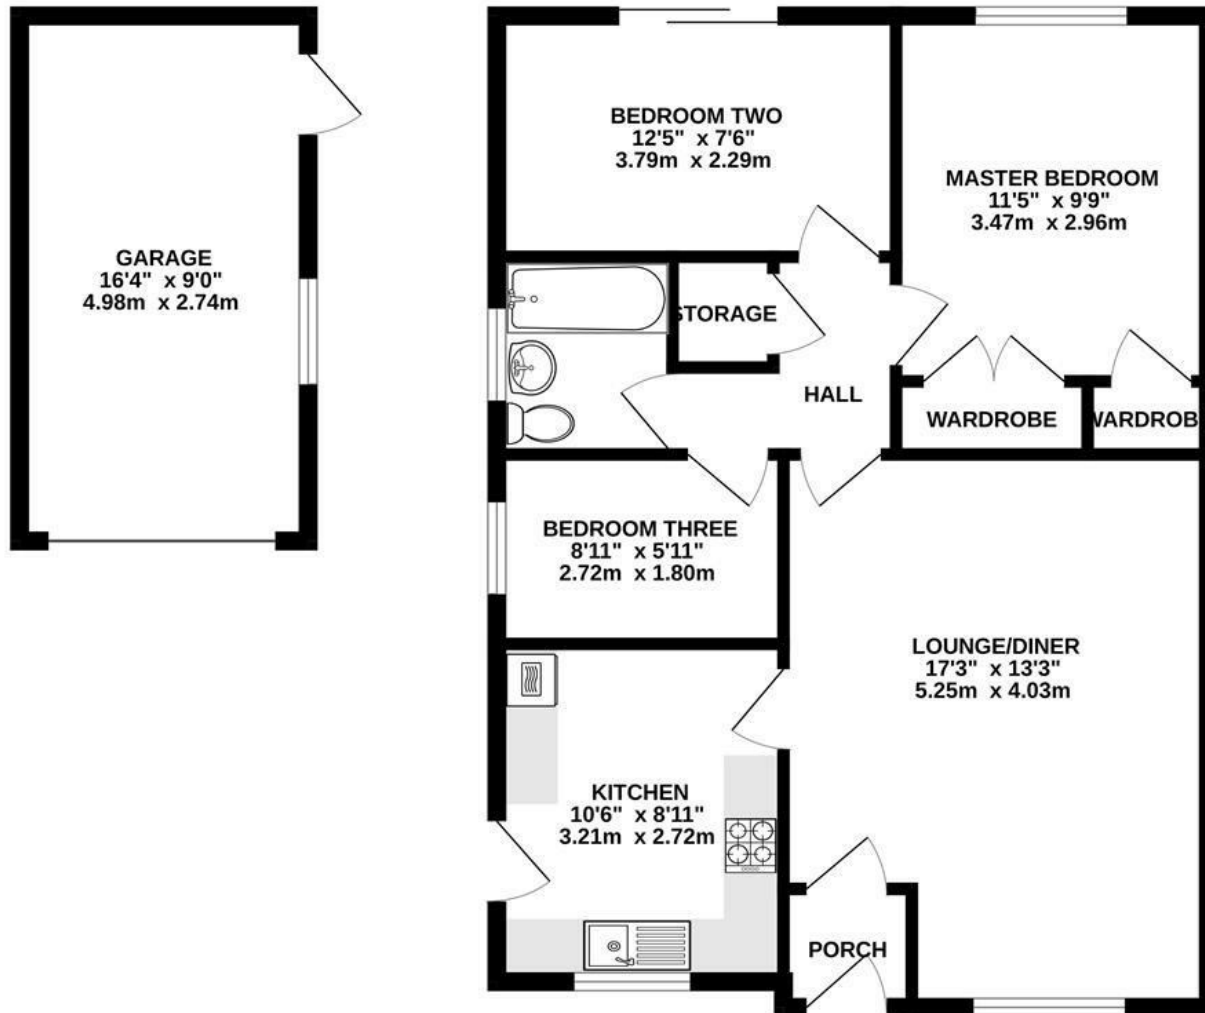 BEDROOM TWO
12'5" x 7'6"
3.79m x 2.29m
MASTER BEDROOM
11'5" x 9'9"
3.47m x 2.96m
GARAGE
16'4" x 9'0"
4.98m x 2.74m
STORAGE
HALL
WARDROBE
WARDROBE
BEDROOM THREE
8'11" x 5'11"
2.72m x 1.80m
LOUNGE/DINER
17'3" x 13'3"
5.25m x 4.03m
KITCHEN
10'6" x 8'11"
3.21m x 2.72m
PORCH